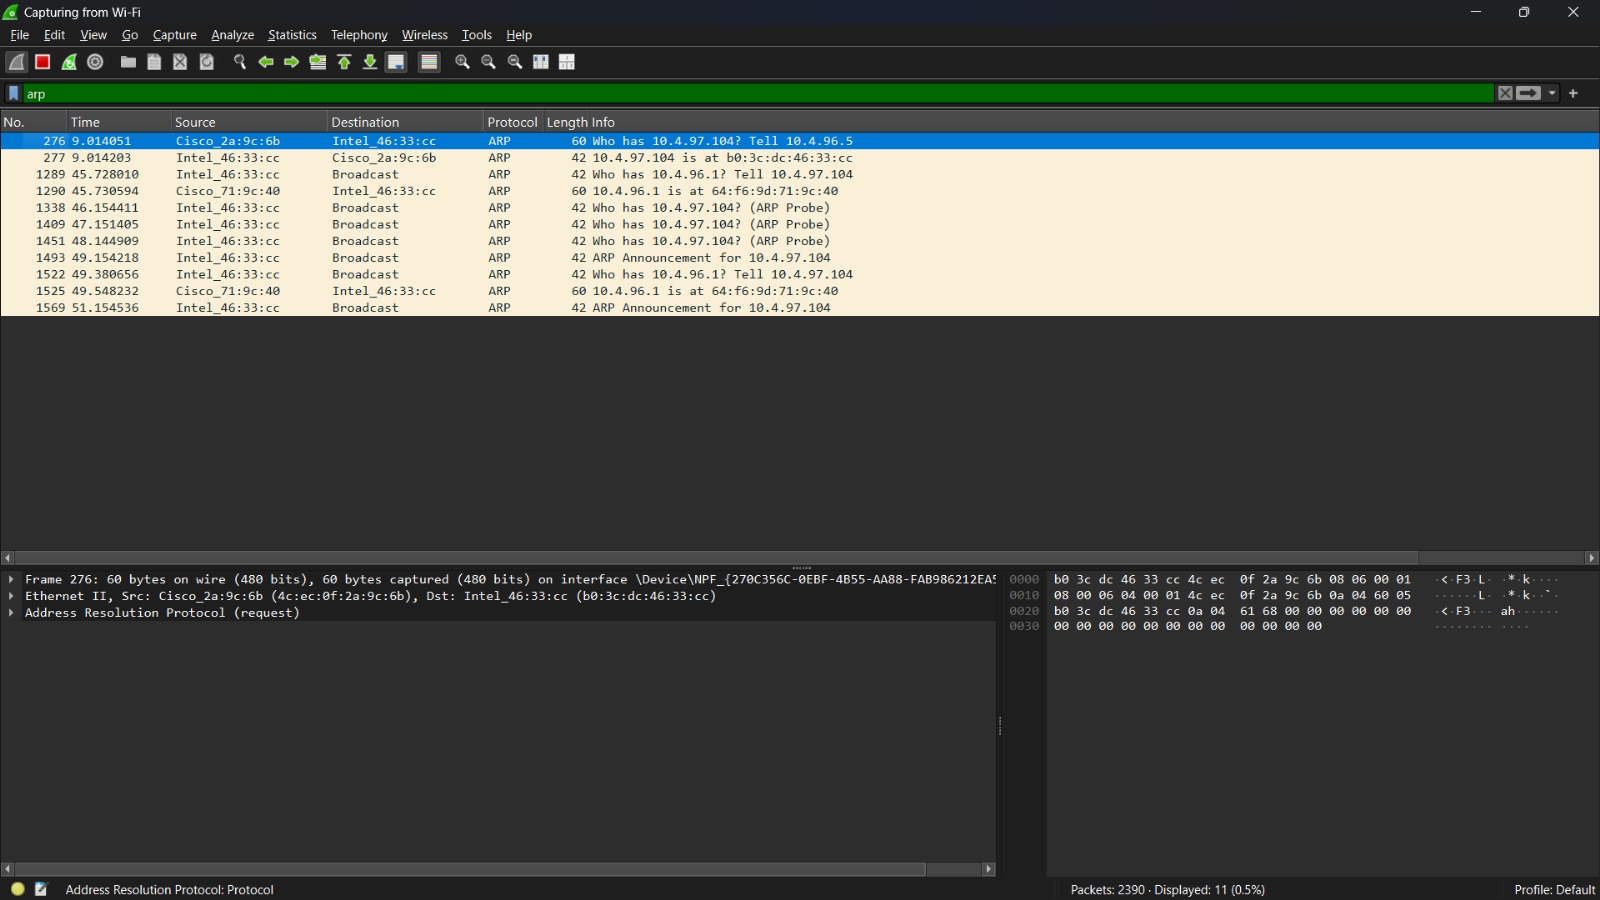 Capturing from Wi-Fi
File Edit View Go Capture Analyze Statistics Telephony Wireless Tools Help
arp
No. Time Source Destination Protocol Length Info
276 9.014051 Cisco_2a:9c:6b Intel_46:33:cc ARP 60 Who has 10.4.97.104? Tell 10.4.96.5
277 9.014203 Intel_46:33:cc Cisco_2a:9c:6b ARP 42 10.4.97.104 is at b0:3c:dc:46:33:cc
1289 45.728010 Intel_46:33:cc Broadcast ARP 42 Who has 10.4.96.1? Tell 10.4.97.104
1290 45.730594 Cisco_71:9c:40 Intel_46:33:cc ARP 60 10.4.96.1 is at 64:f6:9d:71:9c:40
1338 46.154411 Intel_46:33:cc Broadcast ARP 42 Who has 10.4.97.104? (ARP Probe)
1409 47.151405 Intel_46:33:cc Broadcast ARP 42 Who has 10.4.97.104? (ARP Probe)
1451 48.144909 Intel_46:33:cc Broadcast ARP 42 Who has 10.4.97.104? (ARP Probe)
1493 49.154218 Intel_46:33:cc Broadcast ARP 42 ARP Announcement for 10.4.97.104
1522 49.380656 Intel_46:33:cc Broadcast ARP 42 Who has 10.4.96.1? Tell 10.4.97.104
1525 49.548232 Cisco_71:9c:40 Intel_46:33:cc ARP 60 10.4.96.1 is at 64:f6:9d:71:9c:40
1569 51.154536 Intel_46:33:cc Broadcast ARP 42 ARP Announcement for 10.4.97.104
Frame 276: 60 bytes on wire (480 bits), 60 bytes captured (480 bits) on interface \Device\NPF_{270C356C-0EBF-4B55-AA88-FAB986212EA5
Ethernet II, Src: Cisco_2a:9c:6b (4c:ec:0f:2a:9c:6b), Dst: Intel_46:33:cc (b0:3c:dc:46:33:cc)
Address Resolution Protocol (request)
0000 b0 3c dc 46 33 cc 4c ec 0f 2a 9c 6b 08 06 00 01 ·<·F3·L· ·*·k····
0010 08 00 06 04 00 01 4c ec 0f 2a 9c 6b 0a 04 60 05 ······L· ·*·k··`·
0020 b0 3c dc 46 33 cc 0a 04 61 68 00 00 00 00 00 00 ·<·F3··· ah······
0030 00 00 00 00 00 00 00 00 00 00 00 00 ········ ····
Address Resolution Protocol: Protocol
Packets: 2390 · Displayed: 11 (0.5%)
Profile: Default